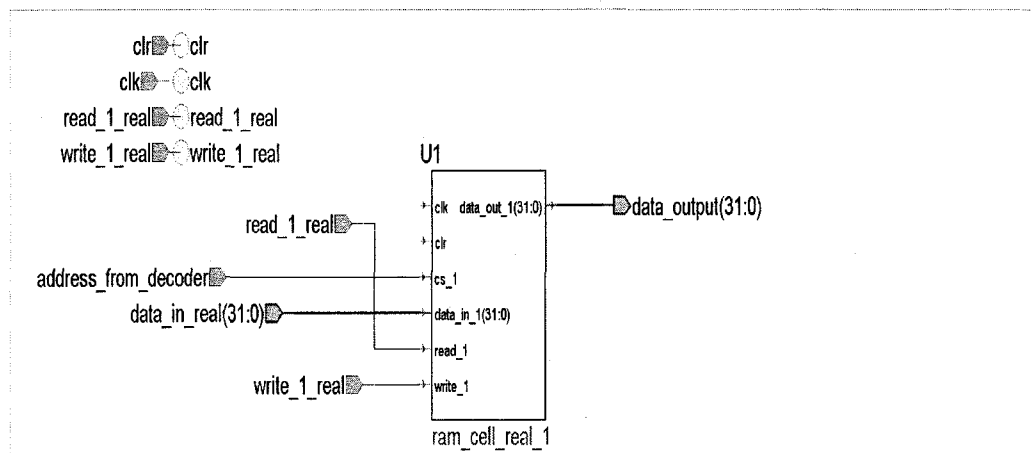 clr clr
clk clk
read_1_real read_1_real
write_1_real write_1_real
U1
clk data_out_1(31:0) data_output(31:0)
read_1_real
clr
address_from_decoder cs_1
data_in_real(31:0) data_in_1(31:0)
read_1
write_1_real write_1
ram_cell_real_1